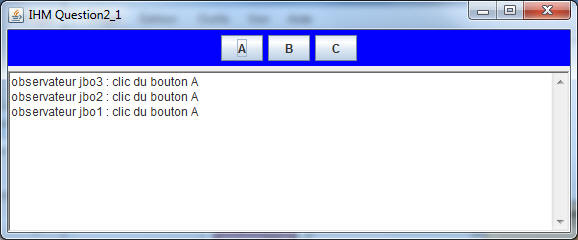 IHM Question2_1
A B C
observateur jbo3 : clic du bouton A
observateur jbo2 : clic du bouton A
observateur jbo1 : clic du bouton A